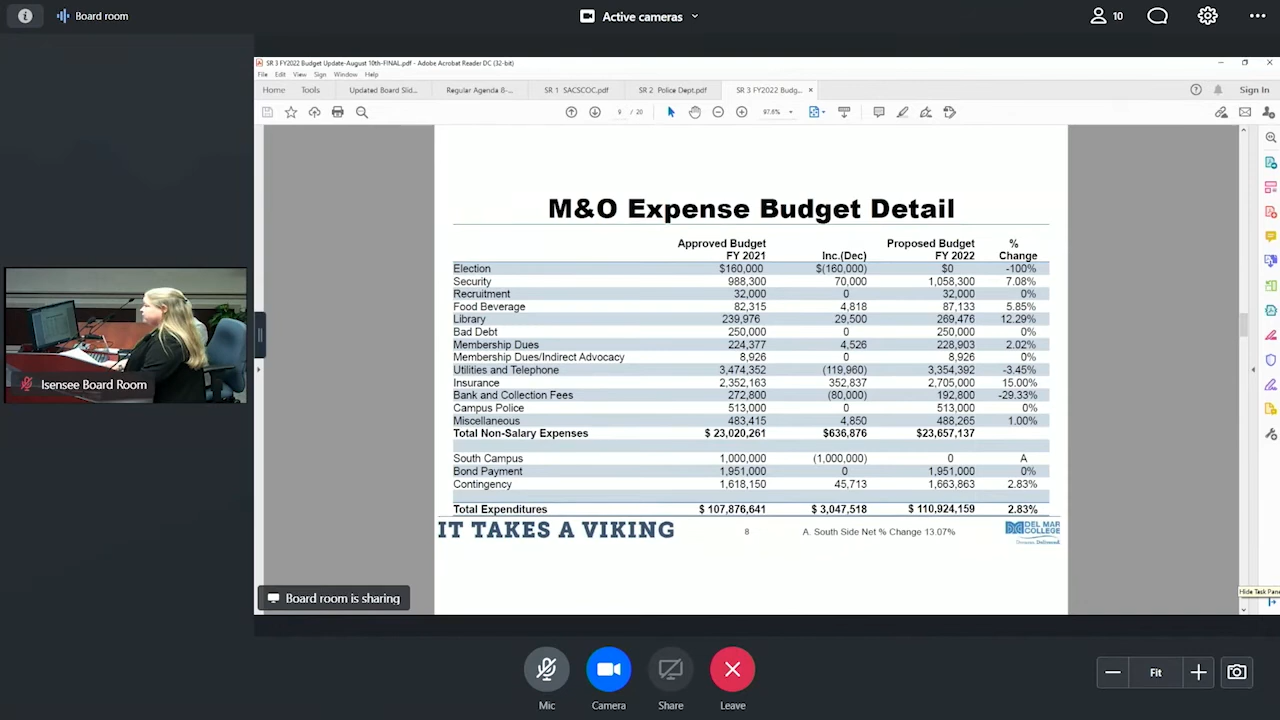 Board room
Active cameras
10
SR 3 FY2022 Budget Update-August 10th-FINAL.pdf - Adobe Acrobat Reader DC (32-bit)
File Edit View Sign Window Help
Home Tools Updated Board Slid... Regular Agenda 8-... SR 1 SACSCOC.pdf SR 2 Police Dept.pdf SR 3 FY2022 Budg... × Sign In
9 / 20 97.6%
M&O Expense Budget Detail
Approved Budget Proposed Budget %
FY 2021 Inc.(Dec) FY 2022 Change
Election $160,000 $(160,000) $0 -100%
Security 988,300 70,000 1,058,300 7.08%
Recruitment 32,000 0 32,000 0%
Food Beverage 82,315 4,818 87,133 5.85%
Library 239,976 29,500 269,476 12.29%
Bad Debt 250,000 0 250,000 0%
Membership Dues 224,377 4,526 228,903 2.02%
Membership Dues/Indirect Advocacy 8,926 0 8,926 0%
Utilities and Telephone 3,474,352 (119,960) 3,354,392 -3.45%
Insurance 2,352,163 352,837 2,705,000 15.00%
Bank and Collection Fees 272,800 (80,000) 192,800 -29.33%
Campus Police 513,000 0 513,000 0%
Miscellaneous 483,415 4,850 488,265 1.00%
Total Non-Salary Expenses $ 23,020,261 $636,876 $23,657,137
South Campus 1,000,000 (1,000,000) 0 A
Bond Payment 1,951,000 0 1,951,000 0%
Contingency 1,618,150 45,713 1,663,863 2.83%
Total Expenditures $ 107,876,641 $ 3,047,518 $ 110,924,159 2.83%
IT TAKES A VIKING 8 A. South Side Net % Change 13.07% DEL MAR
COLLEGE
Dreams. Delivered.
Isensee Board Room
Hide Task Pane
Board room is sharing
Fit
Mic Camera Share Leave